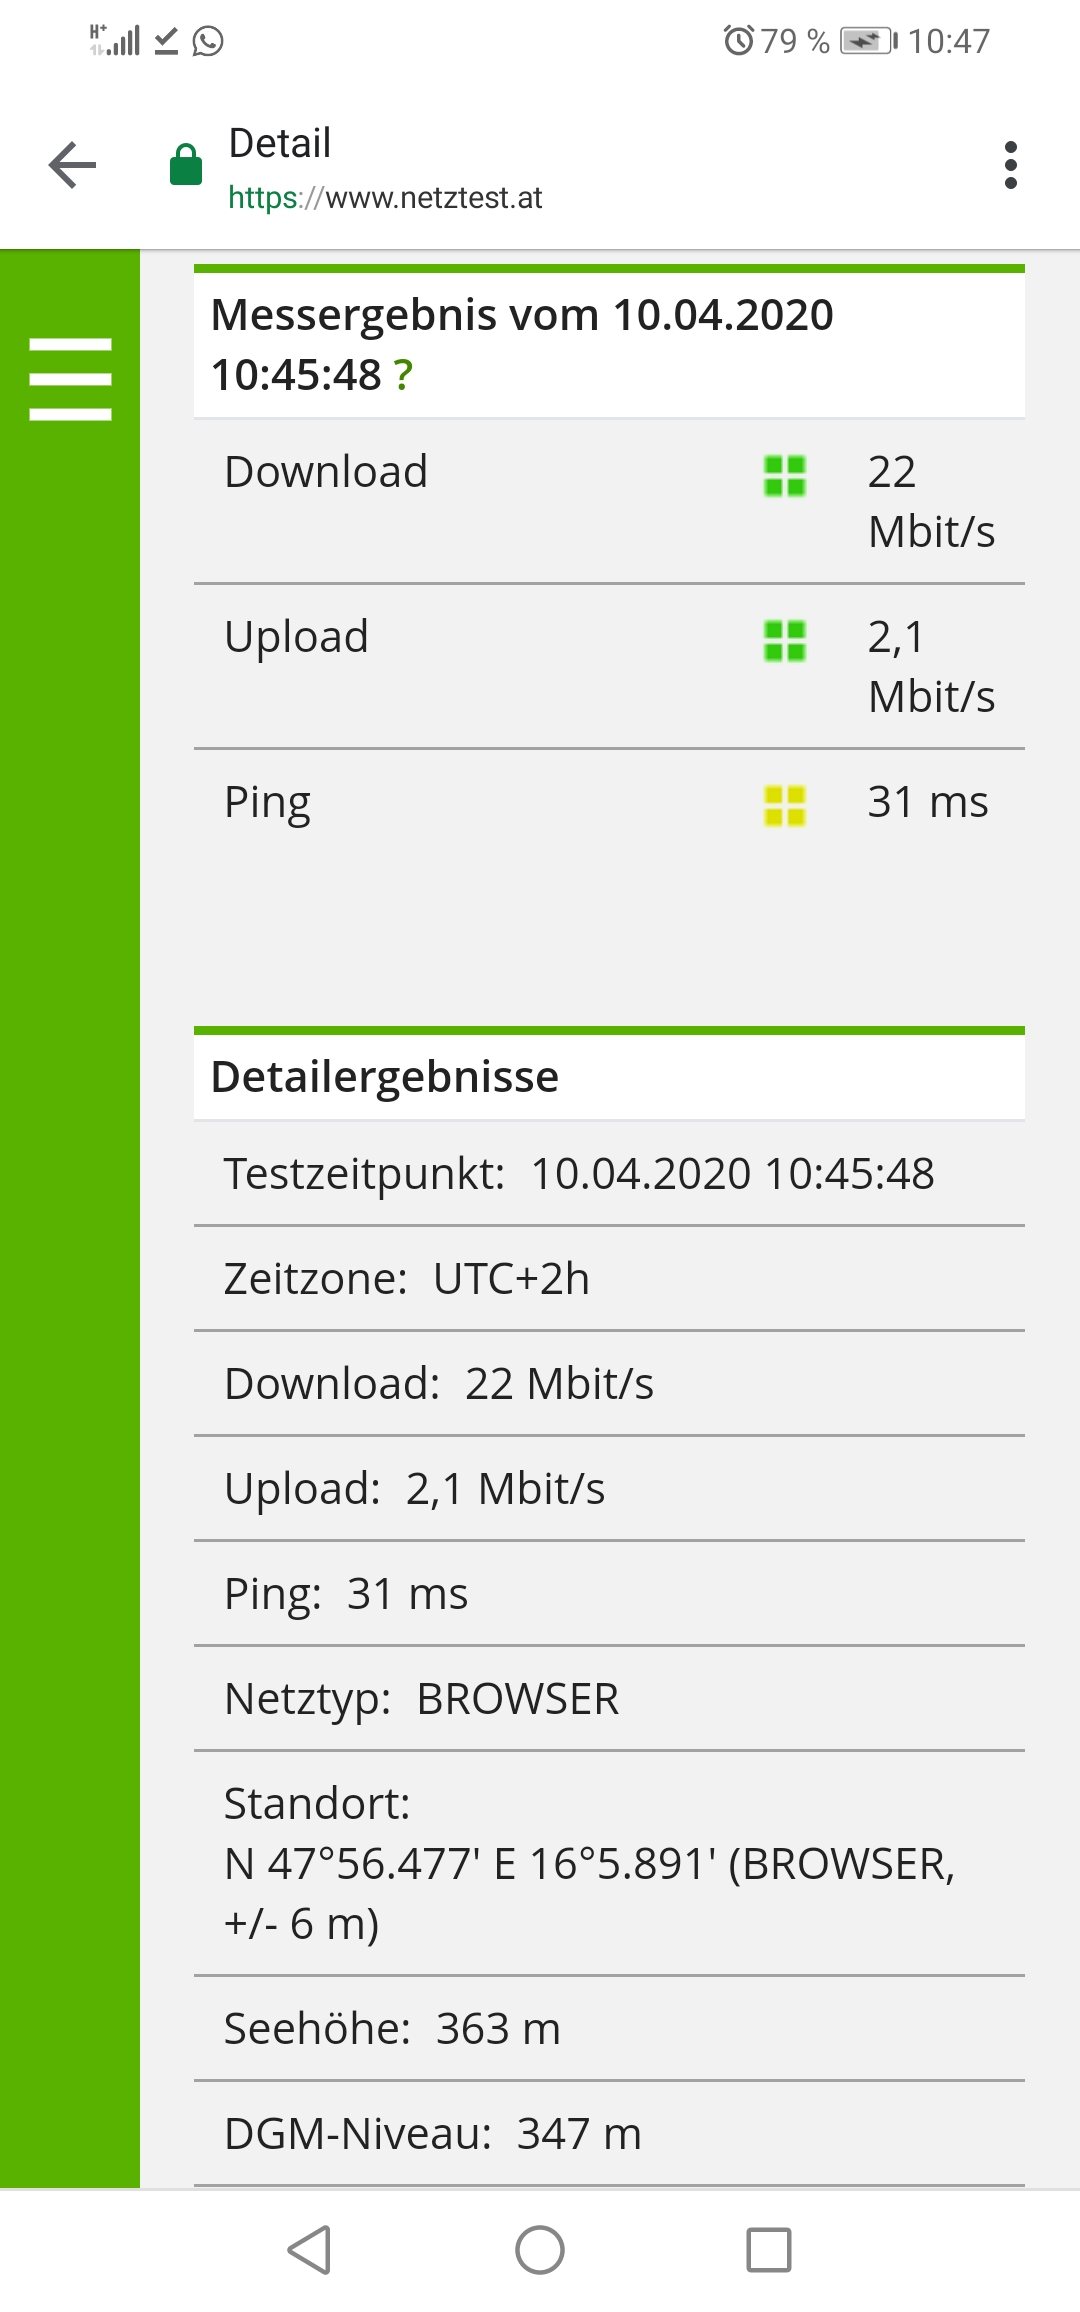 H+ 79 % 10:47
Detail
https://www.netztest.at
Messergebnis vom 10.04.2020
10:45:48 ?
Download 22
Mbit/s
Upload 2,1
Mbit/s
Ping 31 ms
Detailergebnisse
Testzeitpunkt: 10.04.2020 10:45:48
Zeitzone: UTC+2h
Download: 22 Mbit/s
Upload: 2,1 Mbit/s
Ping: 31 ms
Netztyp: BROWSER
Standort:
N 47°56.477' E 16°5.891' (BROWSER,
+/- 6 m)
Seehöhe: 363 m
DGM-Niveau: 347 m